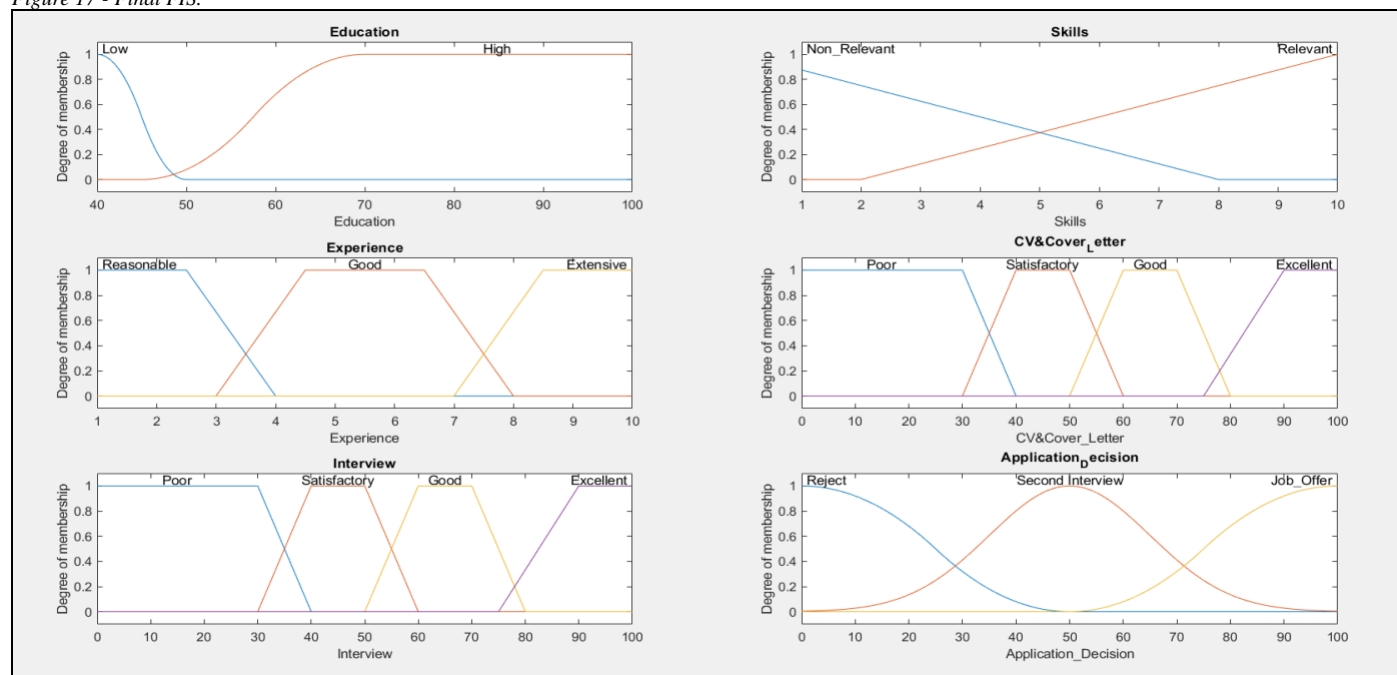 Figure 17 - Final FIS.
Education
Low High
Degree of membership
1
0.8
0.6
0.4
0.2
0
40 50 60 70 80 90 100
Education
Skills
Non_Relevant Relevant
Degree of membership
1
0.8
0.6
0.4
0.2
0
1 2 3 4 5 6 7 8 9 10
Skills
Experience
Reasonable Good Extensive
Degree of membership
1
0.8
0.6
0.4
0.2
0
1 2 3 4 5 6 7 8 9 10
Experience
CV&Cover_Letter
Poor Satisfactory Good Excellent
Degree of membership
1
0.8
0.6
0.4
0.2
0
0 10 20 30 40 50 60 70 80 90 100
CV&Cover_Letter
Interview
Poor Satisfactory Good Excellent
Degree of membership
1
0.8
0.6
0.4
0.2
0
0 10 20 30 40 50 60 70 80 90 100
Interview
Application_Decision
Reject Second Interview Job_Offer
Degree of membership
1
0.8
0.6
0.4
0.2
0
0 10 20 30 40 50 60 70 80 90 100
Application_Decision